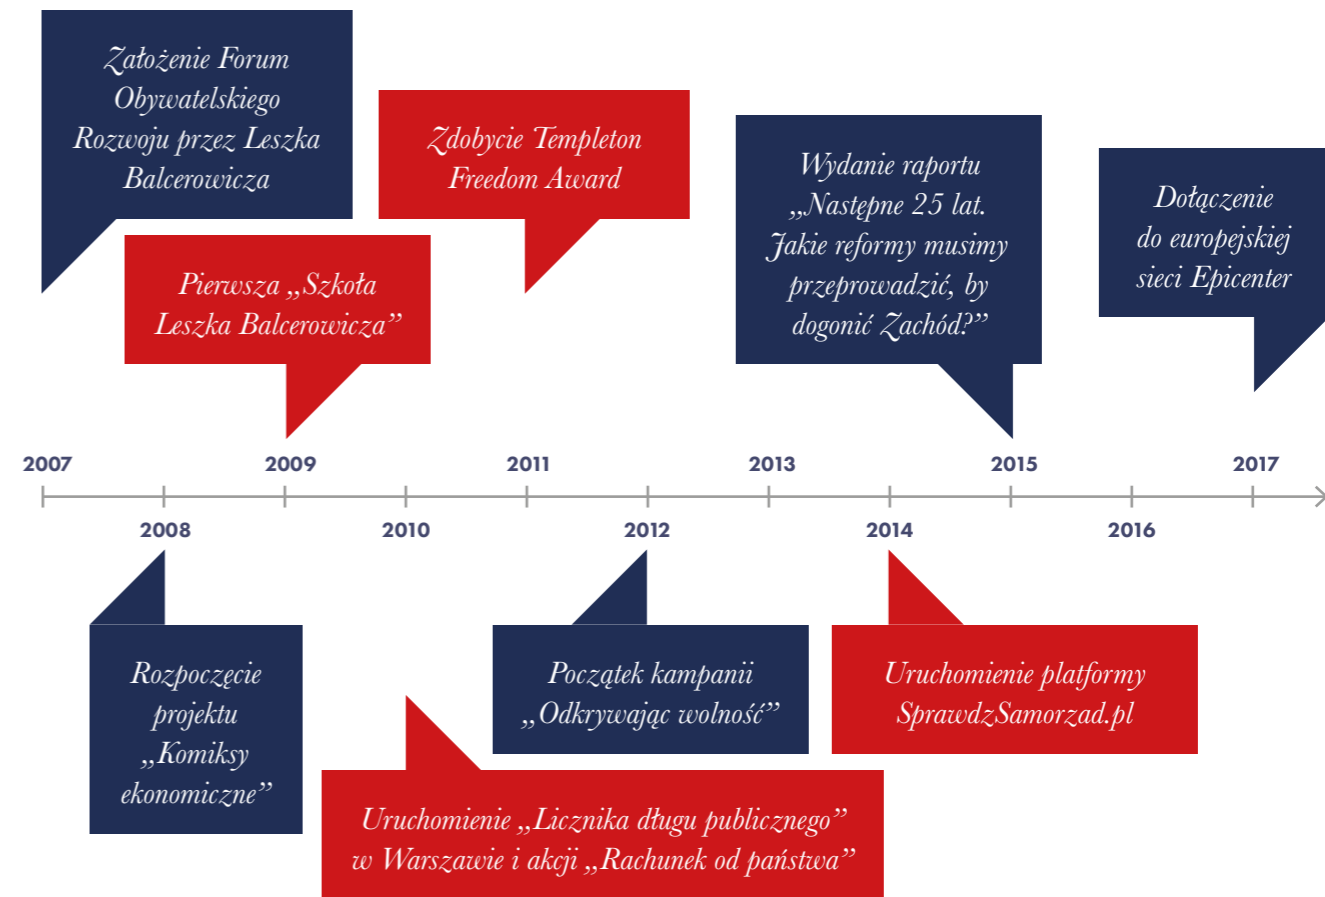 Założenie Forum
Obywatelskiego
Rozwoju przez Leszka
Balcerowicza
Zdobycie Templeton
Freedom Award
Wydanie raportu
„Następne 25 lat.
Jakie reformy musimy
przeprowadzić, by
dogonić Zachód?”
Dołączenie
do europejskiej
sieci Epicenter
Pierwsza „Szkoła
Leszka Balcerowicza”
2007
2009
2011
2013
2015
2017
2008
2010
2012
2014
2016
Rozpoczęcie
projektu
„Komiksy
ekonomiczne”
Początek kampanii
„Odkrywając wolność”
Uruchomienie platformy
SprawdzSamorzad.pl
Uruchomienie „Licznika długu publicznego”
w Warszawie i akcji „Rachunek od państwa”